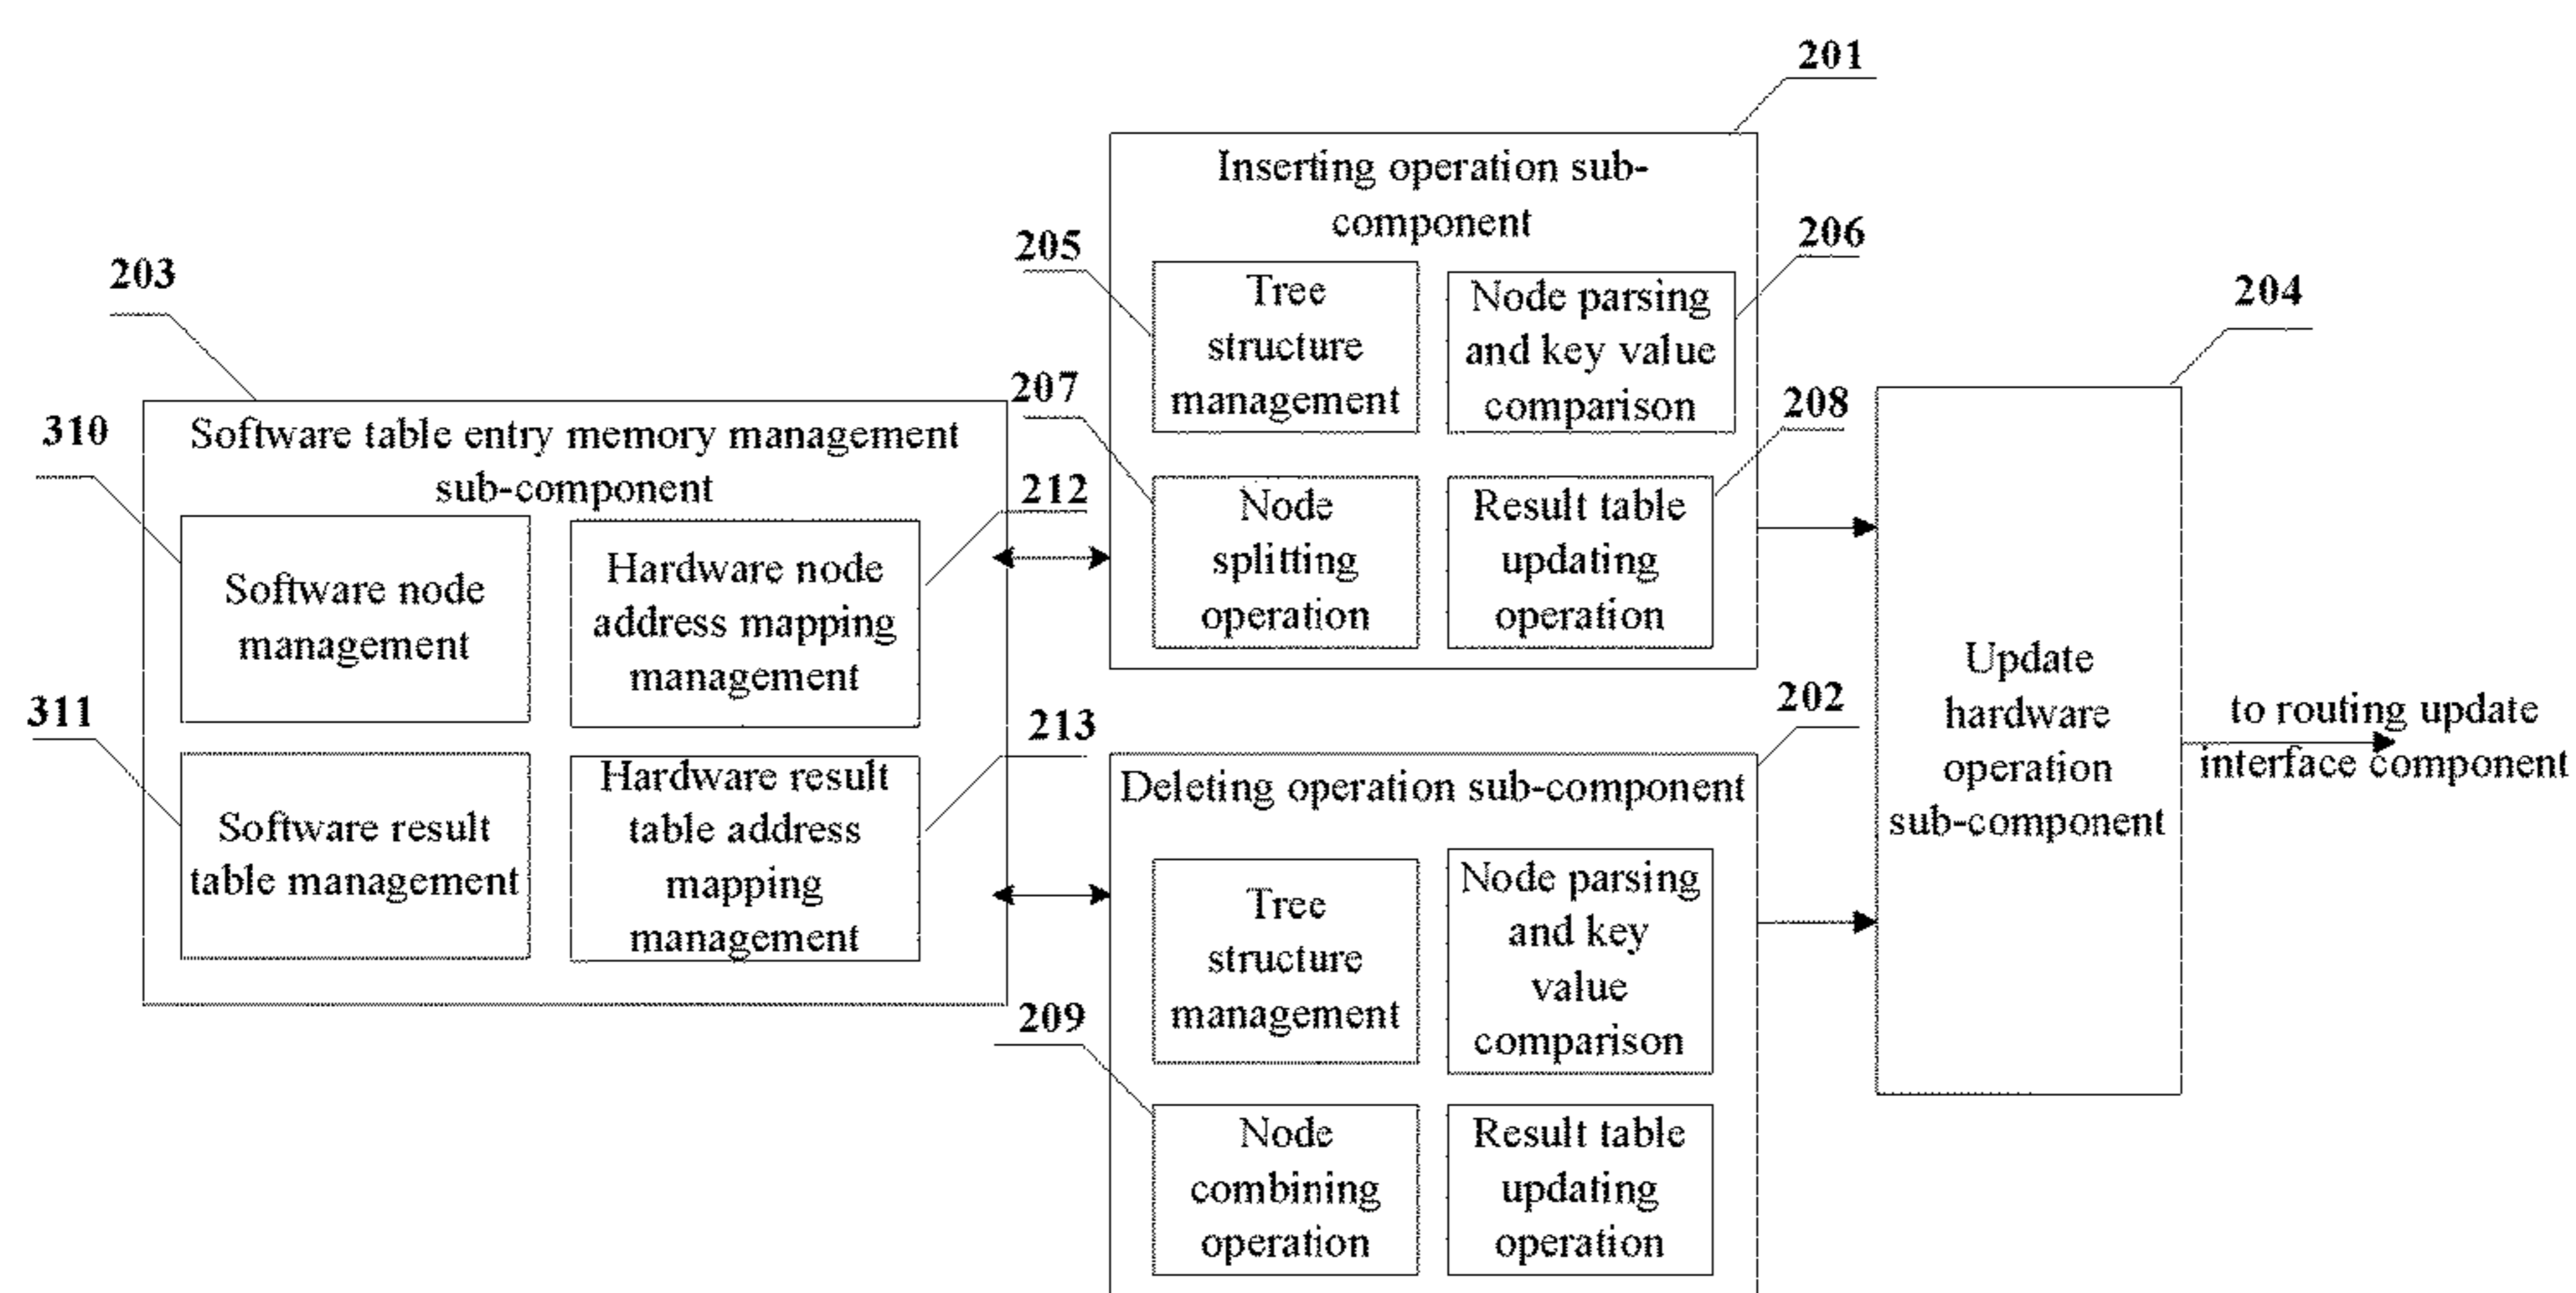 201
Inserting operation sub-
component
205
206
Tree
structure
management
Node parsing
and key value
comparison
207
208
Node
splitting
operation
Result table
updating
operation
203
310
Software table entry memory management
sub-component
212
Software node
management
Hardware node
address mapping
management
311
213
Software result
table management
Hardware result
table address
mapping
management
202
Deleting operation sub-component
Tree
structure
management
Node parsing
and key
value
comparison
209
Node
combining
operation
Result table
updating
operation
204
Update
hardware
operation
sub-component
to routing update
interface component